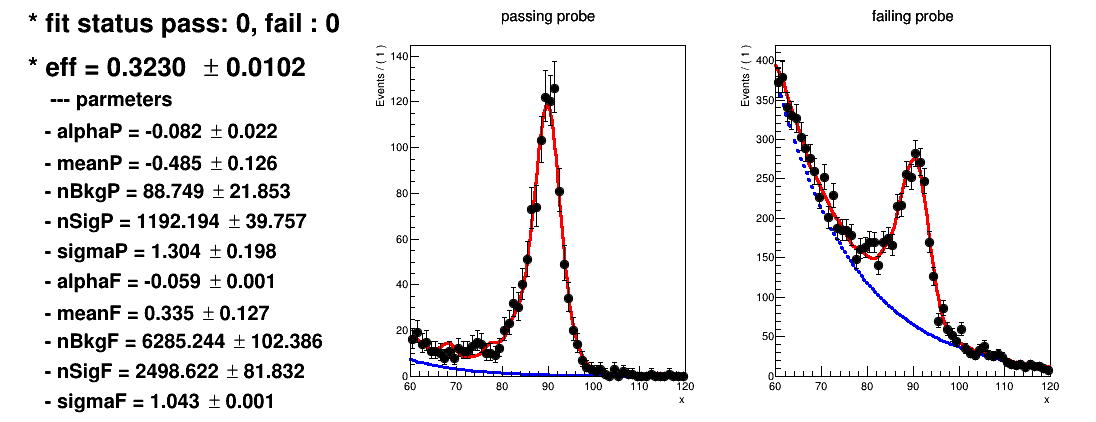 * fit status pass: 0, fail : 0
* eff = 0.3230 ± 0.0102
--- parmeters
- alphaP = -0.082 ± 0.022
- meanP = -0.485 ± 0.126
- nBkgP = 88.749 ± 21.853
- nSigP = 1192.194 ± 39.757
- sigmaP = 1.304 ± 0.198
- alphaF = -0.059 ± 0.001
- meanF = 0.335 ± 0.127
- nBkgF = 6285.244 ± 102.386
- nSigF = 2498.622 ± 81.832
- sigmaF = 1.043 ± 0.001
passing probe
Events / ( 1 )
140
120
100
80
60
40
20
0
60 70 80 90 100 110 120
x
failing probe
Events / ( 1 )
400
350
300
250
200
150
100
50
0
60 70 80 90 100 110 120
x